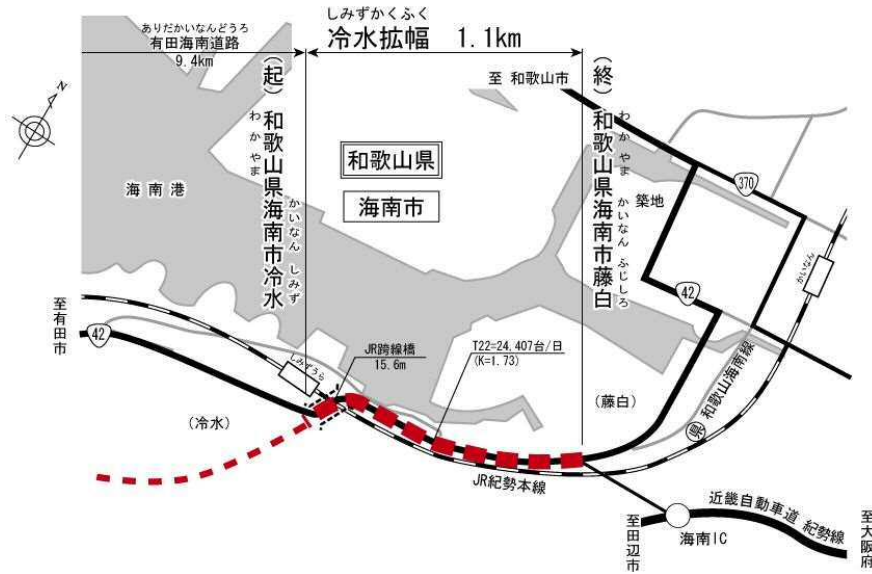 ありだかいなんどうろ
有田海南道路
9.4km
しみずかくふく
冷水拡幅 1.1km
N
至 和歌山市
(起)和歌山県海南市冷水
わかやま かいなん しみず
(終)和歌山県海南市藤白
わかやま かいなん ふじしろ
和歌山県
海南市
海南港
築地
370
42
かいなん
至有田市
42
しみずうら
JR跨線橋
15.6m
T22=24,407台/日
(K=1.73)
(冷水)
(藤白)
県 和歌山海南線
JR紀勢本線
近畿自動車道 紀勢線
至田辺市
海南IC
至大阪府